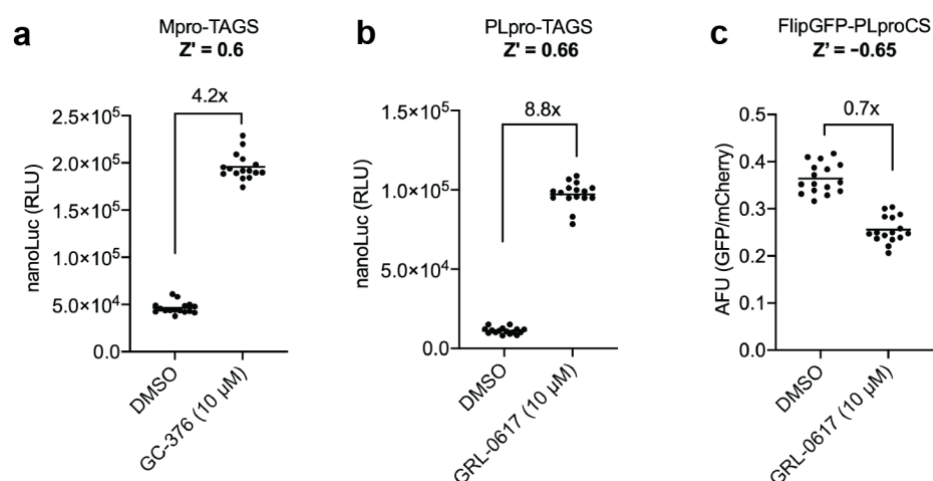 a
Mpro-TAGS
Z' = 0.6
4.2x
2.5×10⁵
2.0×10⁵
1.5×10⁵
1.0×10⁵
5.0×10⁴
0.0
nanoLuc (RLU)
DMSO
GC-376 (10 μM)
b
PLpro-TAGS
Z' = 0.66
8.8x
1.5×10⁵
1.0×10⁵
5.0×10⁴
0.0
nanoLuc (RLU)
DMSO
GRL-0617 (10 μM)
c
FlipGFP-PLproCS
Z' = −0.65
0.7x
0.5
0.4
0.3
0.2
0.1
0.0
AFU (GFP/mCherry)
DMSO
GRL-0617 (10 μM)